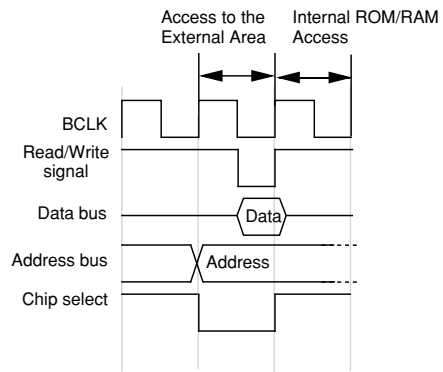 Access to the
External Area
Internal ROM/RAM
Access
BCLK
Read/Write
signal
Data bus
Data
Address bus
Address
Chip select